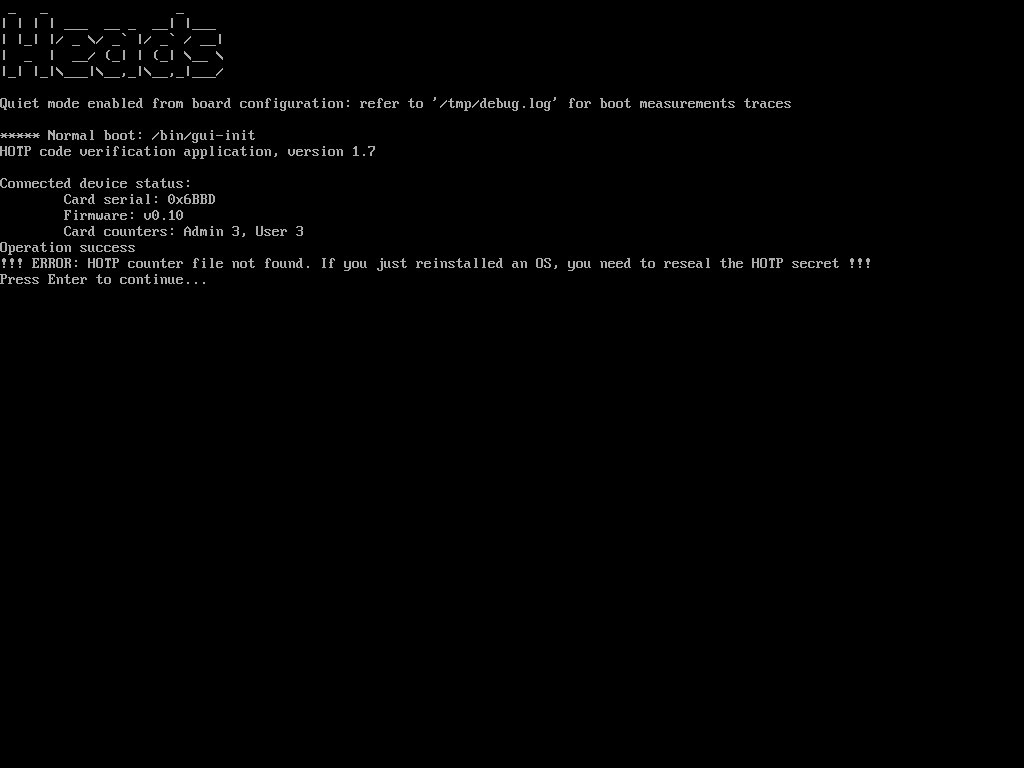 Heads
Quiet mode enabled from board configuration: refer to '/tmp/debug.log' for boot measurements traces
***** Normal boot: /bin/gui-init
HOTP code verification application, version 1.7
Connected device status:
Card serial: 0x6BBD
Firmware: v0.10
Card counters: Admin 3, User 3
Operation success
!!! ERROR: HOTP counter file not found. If you just reinstalled an OS, you need to reseal the HOTP secret !!!
Press Enter to continue...